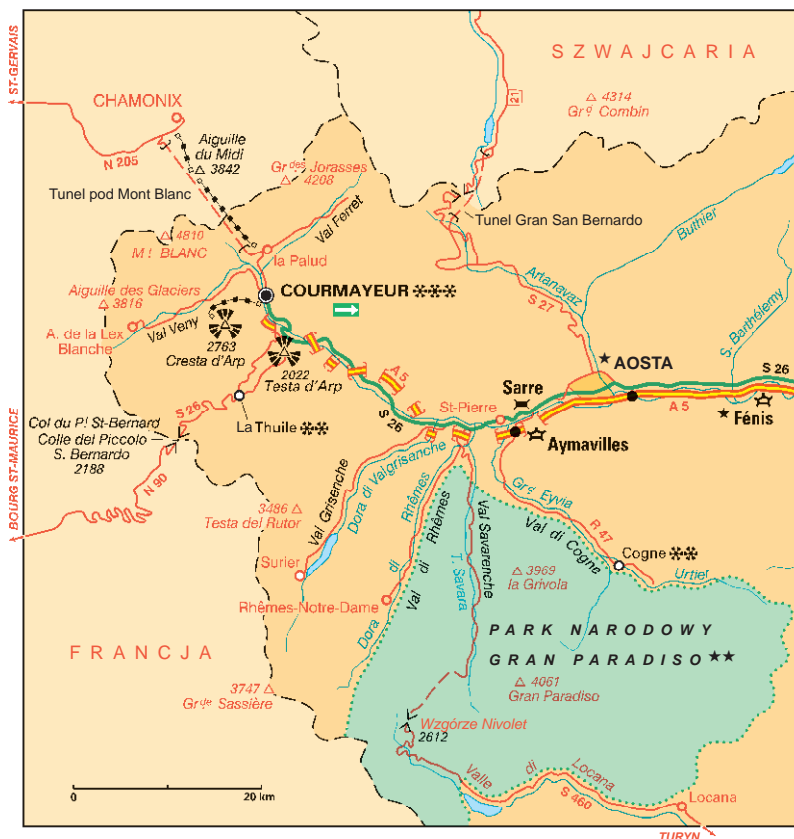 ST-GERVAIS
SZWAJCARIA
CHAMONIX
21
4314
Grd Combin
N 205
Aiguille
du Midi
3842
Grdes Jorasses
4208
Tunel pod Mont Blanc
Val Ferret
Tunel Gran San Bernardo
Buthier
4810
Mt BLANC
la Palud
Artanavaz
S 27
S. Barthélemy
Aiguille des Glaciers
3816
COURMAYEUR
Val Veny
A. de la Lex
Blanche
2763
Cresta d'Arp
2022
Testa d'Arp
A 5
AOSTA
S 26
Sarre
S 26
St-Pierre
A 5
Fénis
S 26
La Thuile
Aymavilles
Col du Pt St-Bernard
Colle del Piccolo
S. Bernardo
2188
BOURG ST-MAURICE
N 90
Val Grisenche
Dora di Valgrisanche
Rhêmes
Val di Rhêmes
Val Savarenche
T. Savara
Grd Eyvia
Val di Cogne
R 47
3486
Testa del Rutor
Cogne
Urtier
Surier
3969
la Grivola
Rhêmes-Notre-Dame
Dora di
PARK NARODOWY
GRAN PARADISO
FRANCJA
4061
Gran Paradiso
3747
Grde Sassière
Wzgórze Nivolet
2612
Valle di Locana
S 460
Locana
0 20 km
TURYN